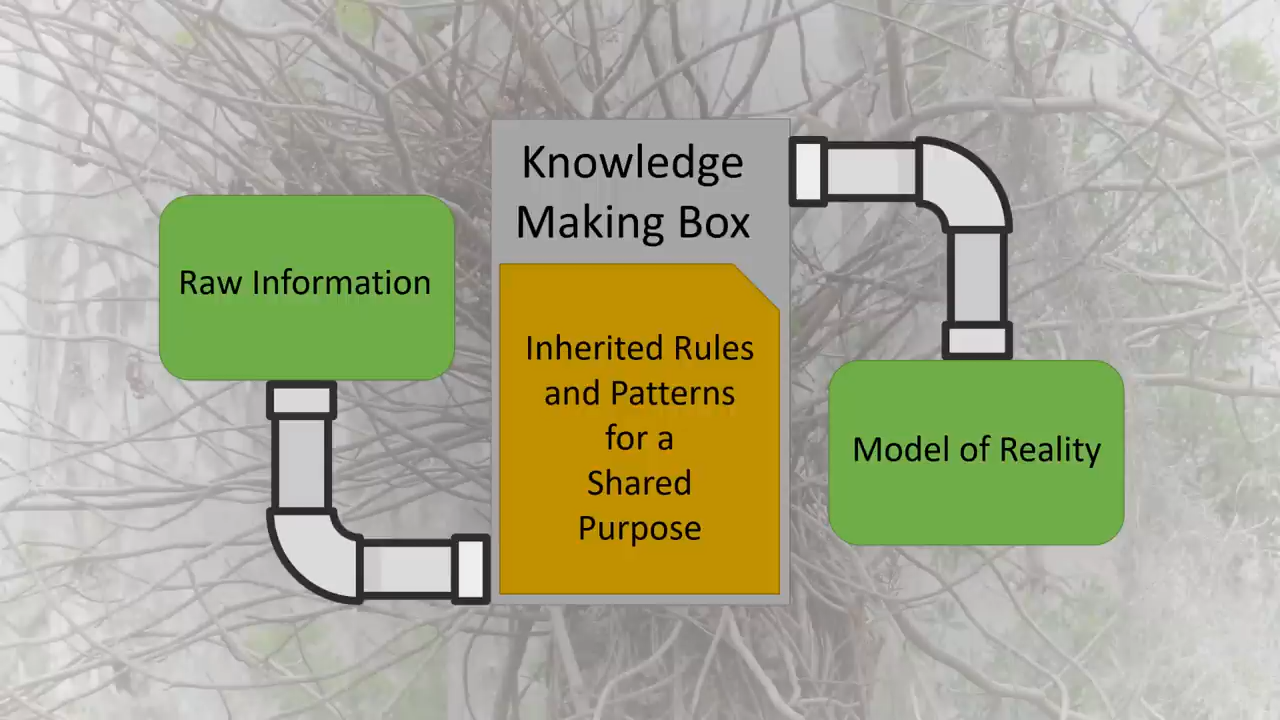 Knowledge
Making Box
Raw Information
Inherited Rules
and Patterns
for a
Shared
Purpose
Model of Reality